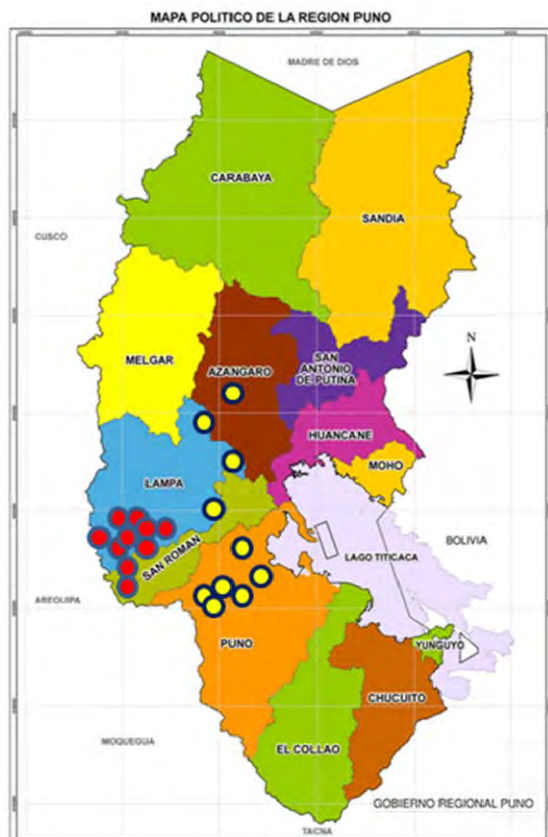 MAPA POLITICO DE LA REGION PUNO
MADRE DE DIOS
CARABAYA
SANDIA
CUSCO
N
MELGAR
AZANGARO
SAN
ANTONIO
DE PUTINA
HUANCANE
MOHO
LAMPA
SAN ROMAN
LAGO TITICACA
BOLIVIA
AREQUIPA
PUNO
YUNGUYO
CHUCUITO
MOQUEGUA
EL COLLAO
GOBIERNO REGIONAL PUNO
TACNA